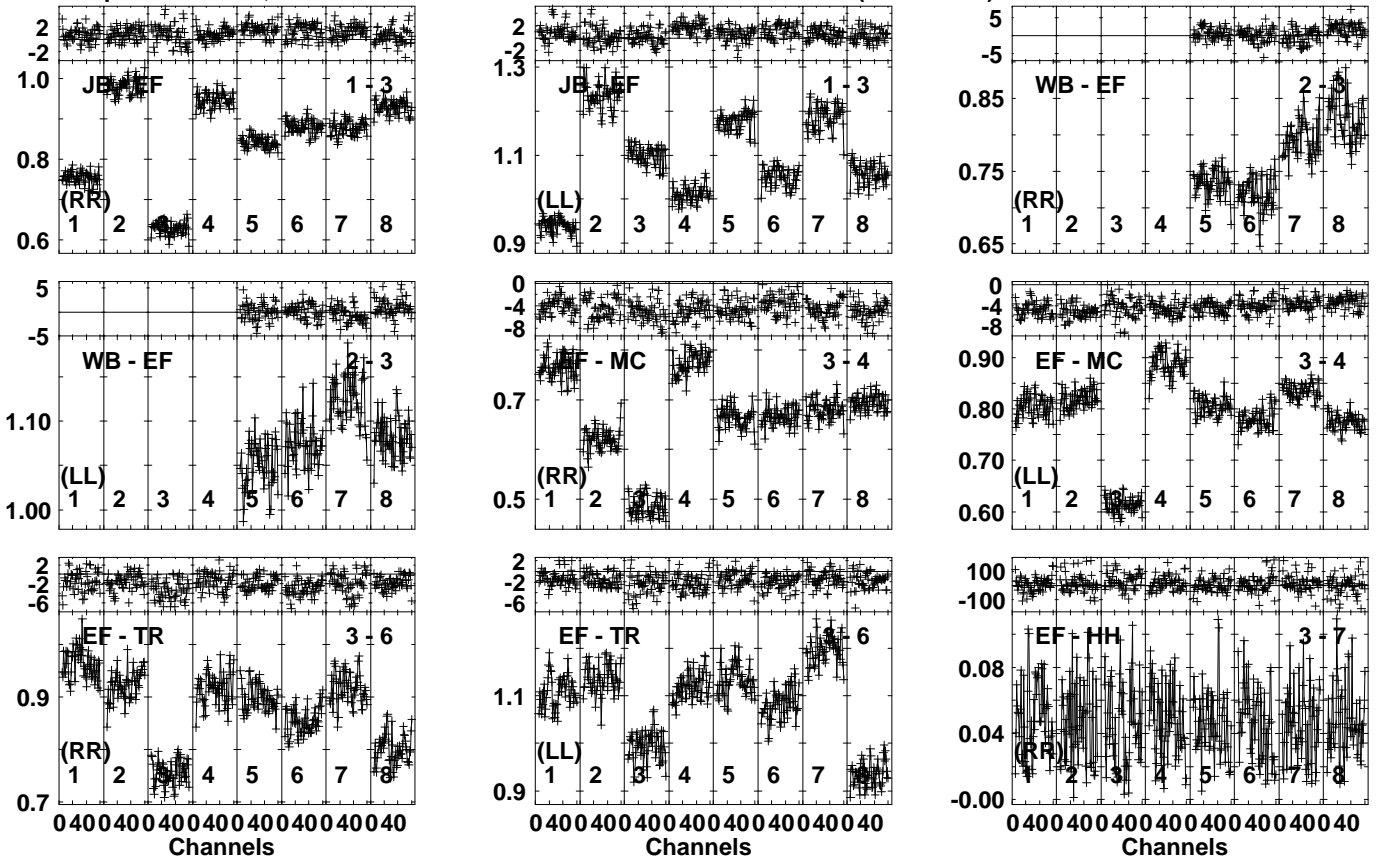 2
-2
1.0
0.8
0.6
JB - EF
1 - 3
(RR)
1 2 3 4 5 6 7 8
2
-2
1.3
1.1
0.9
JB - EF
1 - 3
(LL)
1 2 3 4 5 6 7 8
5
-5
0.85
0.75
0.65
WB - EF
2 - 3
(RR)
1 2 3 4 5 6 7 8
5
-5
1.10
1.00
WB - EF
2 - 3
(LL)
1 2 3 4 5 6 7 8
0
-4
-8
0.7
0.5
EF - MC
3 - 4
(RR)
1 2 3 4 5 6 7 8
0
-4
-8
0.90
0.80
0.70
0.60
EF - MC
3 - 4
(LL)
1 2 3 4 5 6 7 8
2
-2
-6
0.9
0.7
EF - TR
3 - 6
(RR)
1 2 3 4 5 6 7 8
0 40 0 40 0 40 0 40 0 40 0 40 0 40 0 40
Channels
2
-2
-6
1.1
0.9
EF - TR
3 - 6
(LL)
1 2 3 4 5 6 7 8
0 40 0 40 0 40 0 40 0 40 0 40 0 40 0 40
Channels
100
-100
0.08
0.04
-0.00
EF - HH
3 - 7
(RR)
1 2 3 4 5 6 7 8
0 40 0 40 0 40 0 40 0 40 0 40 0 40 0 40
Channels